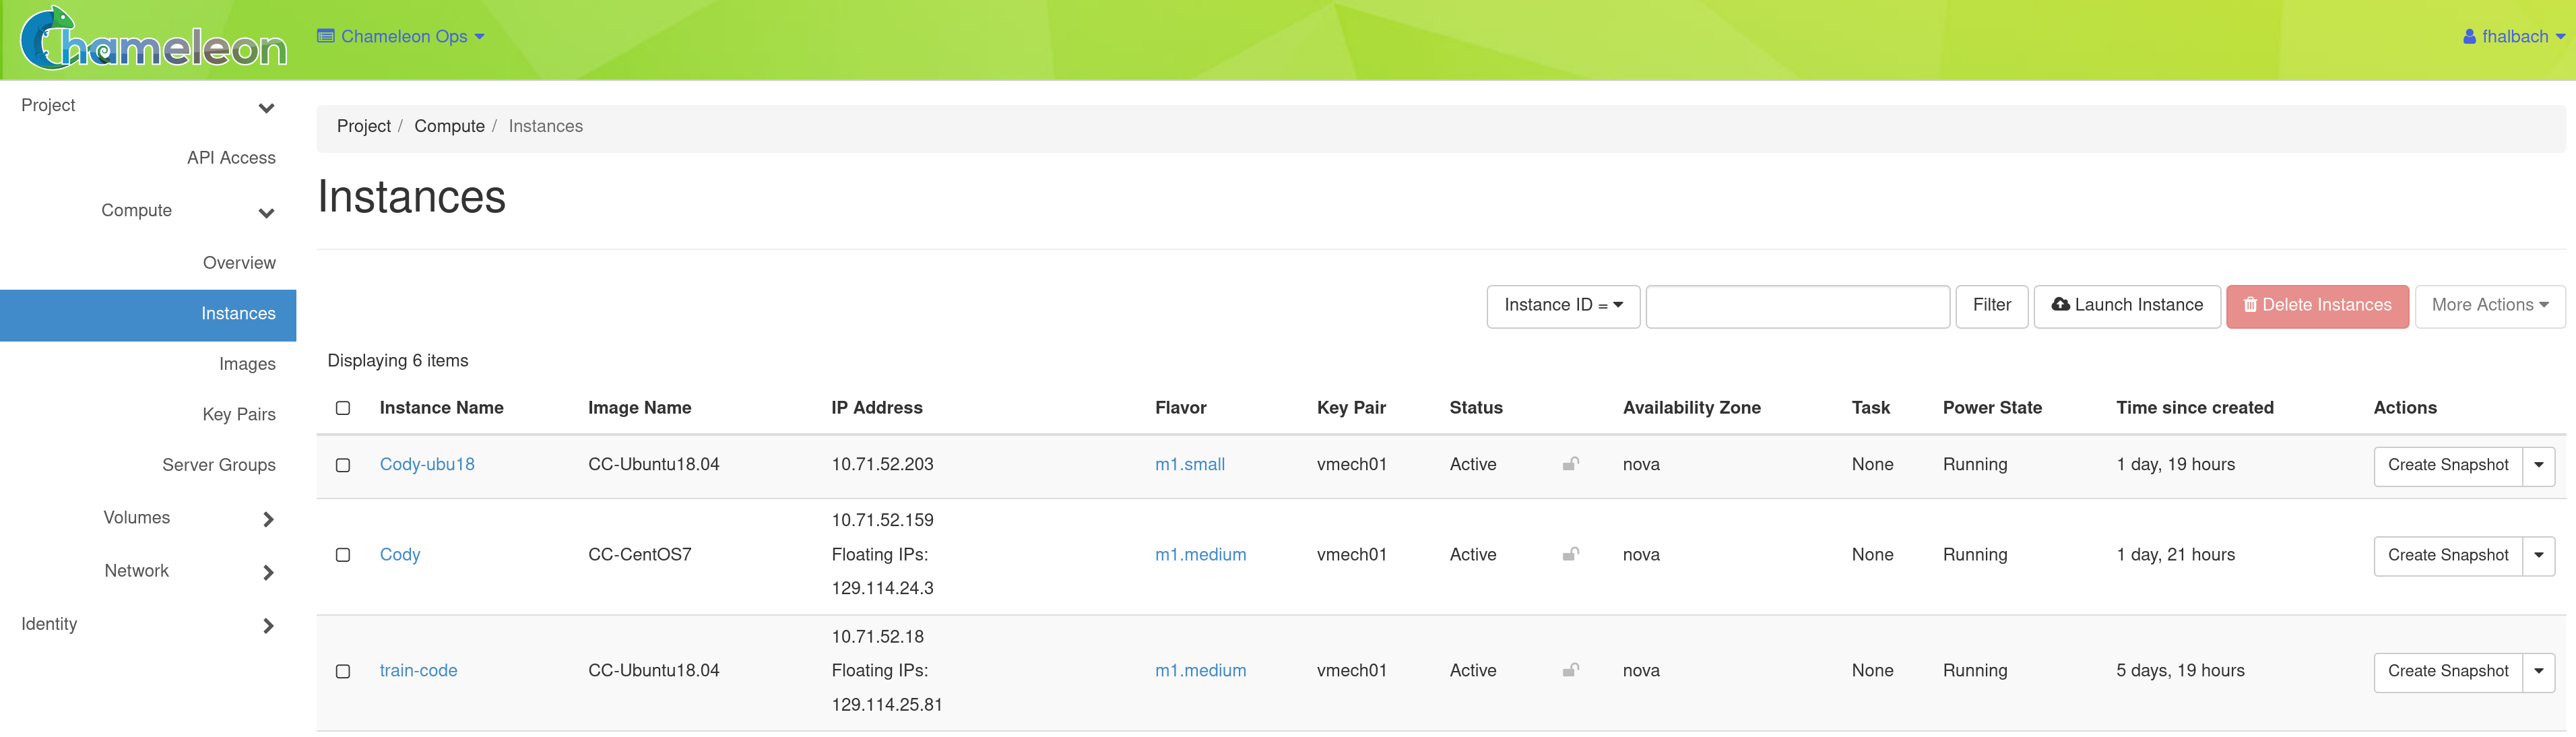 Chameleon
Chameleon Ops
fhalbach
Project
API Access
Compute
Overview
Instances
Images
Key Pairs
Server Groups
Volumes
Network
Identity
Project / Compute / Instances
Instances
Instance ID = Filter Launch Instance Delete Instances More Actions
Displaying 6 items
Instance Name Image Name IP Address Flavor Key Pair Status Availability Zone Task Power State Time since created Actions
Cody-ubu18 CC-Ubuntu18.04 10.71.52.203 m1.small vmech01 Active nova None Running 1 day, 19 hours Create Snapshot
10.71.52.159
Cody CC-CentOS7 Floating IPs: m1.medium vmech01 Active nova None Running 1 day, 21 hours Create Snapshot
129.114.24.3
10.71.52.18
train-code CC-Ubuntu18.04 Floating IPs: m1.medium vmech01 Active nova None Running 5 days, 19 hours Create Snapshot
129.114.25.81